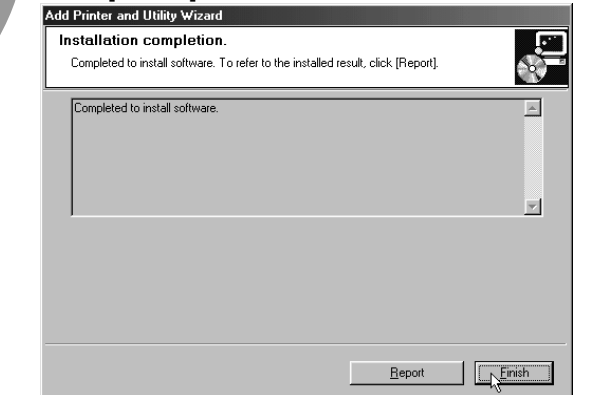 Add Printer and Utility Wizard
Installation completion.
Completed to install software. To refer to the installed result, click [Report].
Completed to install software.
Report
Finish